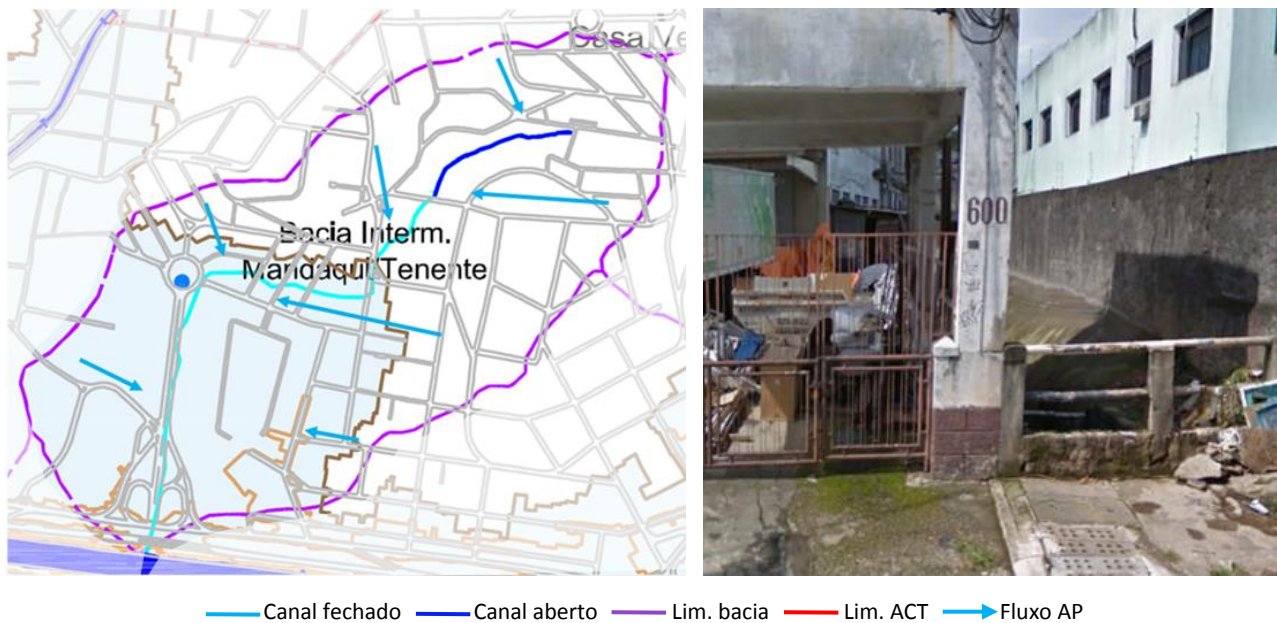 Casa Ve
Bacia Interm.
Mandaqui/Tenente
600
Canal fechado Canal aberto Lim. bacia Lim. ACT Fluxo AP